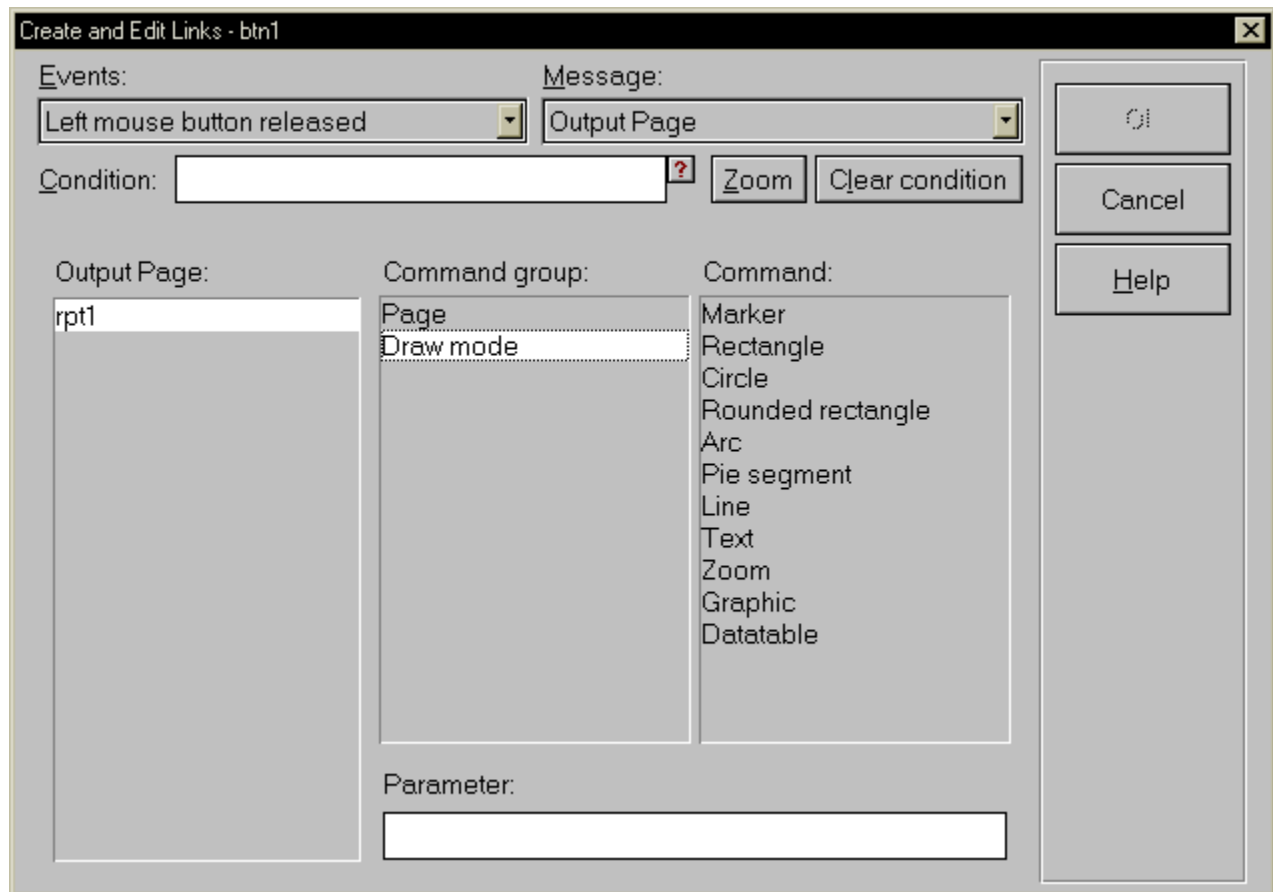 Create and Edit Links - btn1
Events:
Message:
Left mouse button released
Output Page
Condition:
?
Zoom
Clear condition
Cancel
Help
Output Page:
Command group:
Command:
rpt1
Page
Draw mode
Marker
Rectangle
Circle
Rounded rectangle
Arc
Pie segment
Line
Text
Zoom
Graphic
Datatable
Parameter: